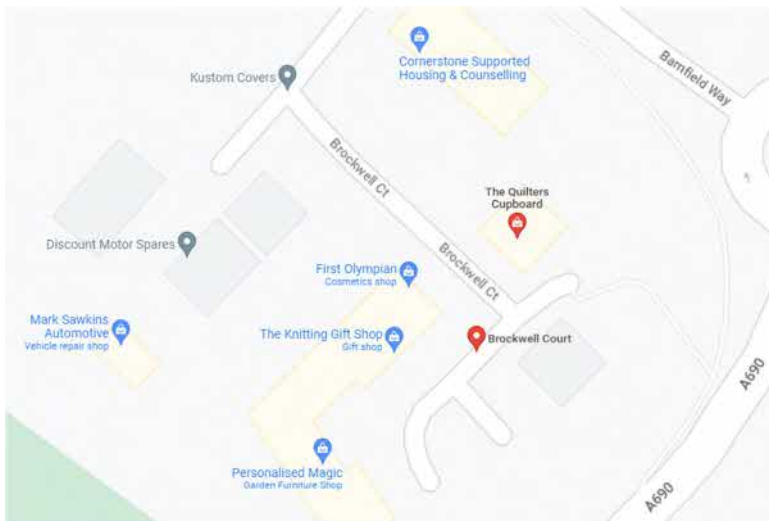 Cornerstone Supported
Housing & Counselling
Barnfield Way
Kustom Covers
Brockwell Ct
The Quilters
Cupboard
Discount Motor Spares
Brockwell Ct
First Olympian
Cosmetics shop
Mark Sawkins
Automotive
Vehicle repair shop
The Knitting Gift Shop
Gift shop
Brockwell Court
A690
Personalised Magic
Garden Furniture Shop
A690